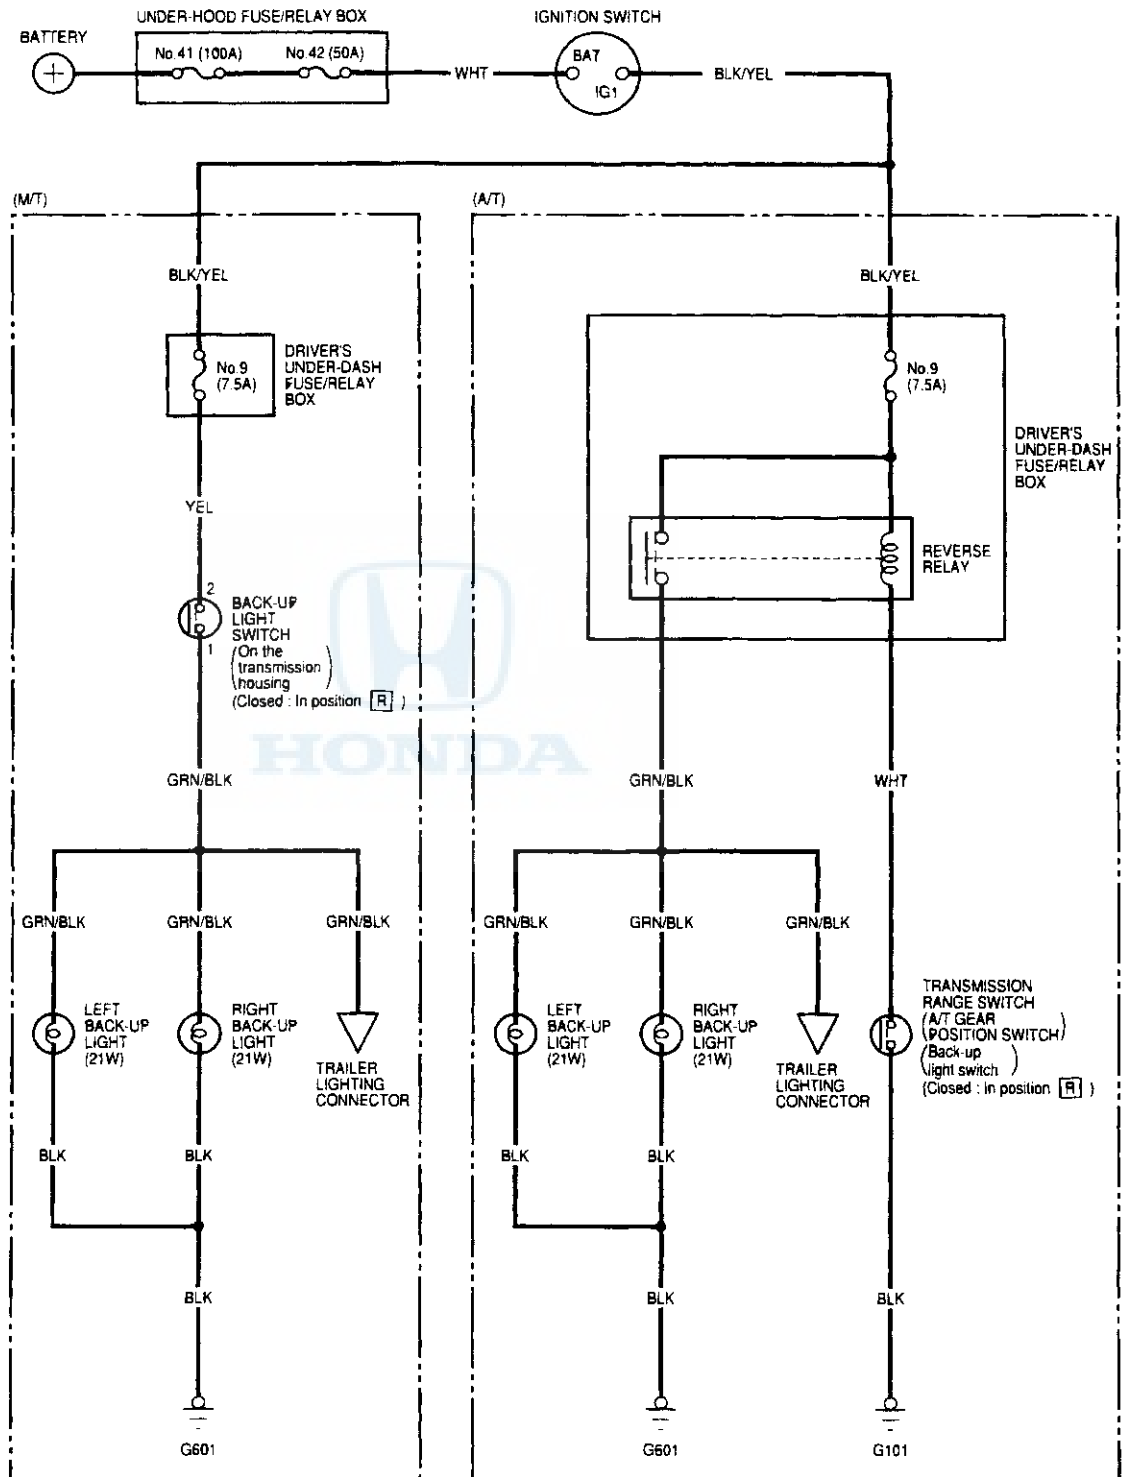 UNDER-HOOD FUSE/RELAY BOX
IGNITION SWITCH
BATTERY
No.41 (100A)
No.42 (50A)
BAT
WHT
BLK/YEL
IG1
(M/T)
(A/T)
BLK/YEL
BLK/YEL
No.9
(7.5A)
DRIVER'S
UNDER-DASH
FUSE/RELAY
BOX
No.9
(7.5A)
DRIVER'S
UNDER-DASH
FUSE/RELAY
BOX
YEL
REVERSE
RELAY
2
BACK-UP
LIGHT
SWITCH
1
(On the
transmission
housing)
(Closed : In position R )
HONDA
GRN/BLK
GRN/BLK
WHT
GRN/BLK
GRN/BLK
GRN/BLK
GRN/BLK
GRN/BLK
GRN/BLK
LEFT
BACK-UP
LIGHT
(21W)
RIGHT
BACK-UP
LIGHT
(21W)
TRAILER
LIGHTING
CONNECTOR
LEFT
BACK-UP
LIGHT
(21W)
RIGHT
BACK-UP
LIGHT
(21W)
TRAILER
LIGHTING
CONNECTOR
TRANSMISSION
RANGE SWITCH
(A/T GEAR
POSITION SWITCH)
(Back-up
light switch)
(Closed : In position R )
BLK
BLK
BLK
BLK
BLK
BLK
BLK
G601
G601
G101